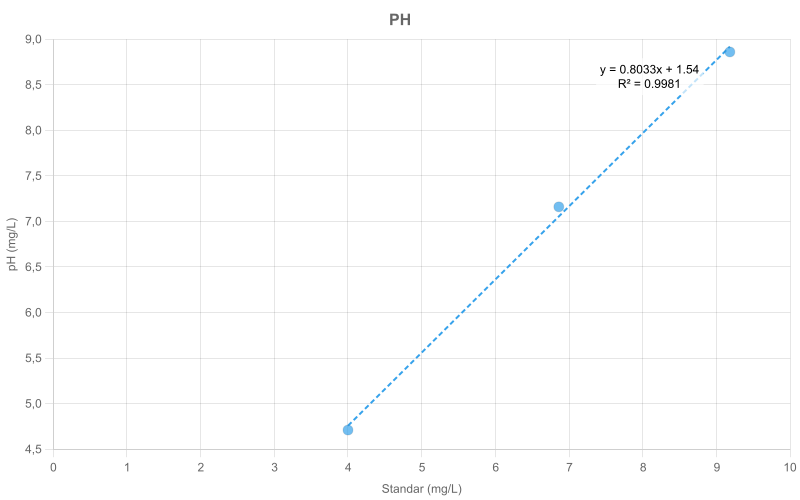 PH
9,0
y = 0.8033x + 1.54
R² = 0.9981
8,5
8,0
7,5
7,0
pH (mg/L)
6,5
6,0
5,5
5,0
4,5
0 1 2 3 4 5 6 7 8 9 10
Standar (mg/L)